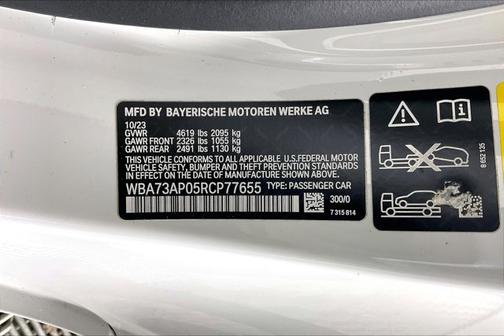 MFD BY BAYERISCHE MOTOREN WERKE AG
10/23
GVWR 4619 lbs 2095 kg
GAWR FRONT 2326 lbs 1055 kg
GAWR REAR 2491 lbs 1130 kg
THIS VEHICLE CONFORMS TO ALL APPLICABLE
U.S.FEDERAL MOTOR
VEHICLE SAFETY, BUMPER, AND THEFT PREVENTION
STANDARDS IN EFFECT ON THE
DATE OF MANUFACTURE SHOWN ABOVE.
WBA73AP05RCP77655 TYPE: PASSENGER CAR
300/0
7 315 814
8 652 135